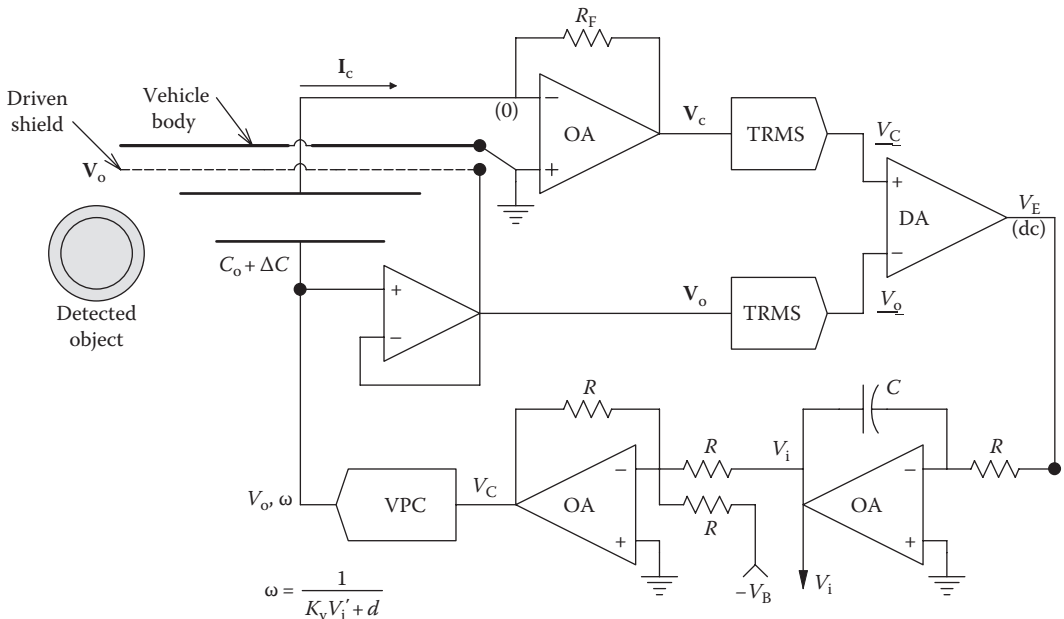 R_F
I_c
Driven
shield
Vehicle
body
(0)
−
OA
+
V_c
TRMS
V_C
V_o
+
DA
−
V_E
(dc)
C_o + ΔC
Detected
object
+
−
V_o
TRMS
V_o
R
C
R
V_i
R
−
OA
+
R
−
OA
+
V_C
VPC
V_o, ω
−V_B
V_i
ω = 1 / (K_v V_i′ + d)